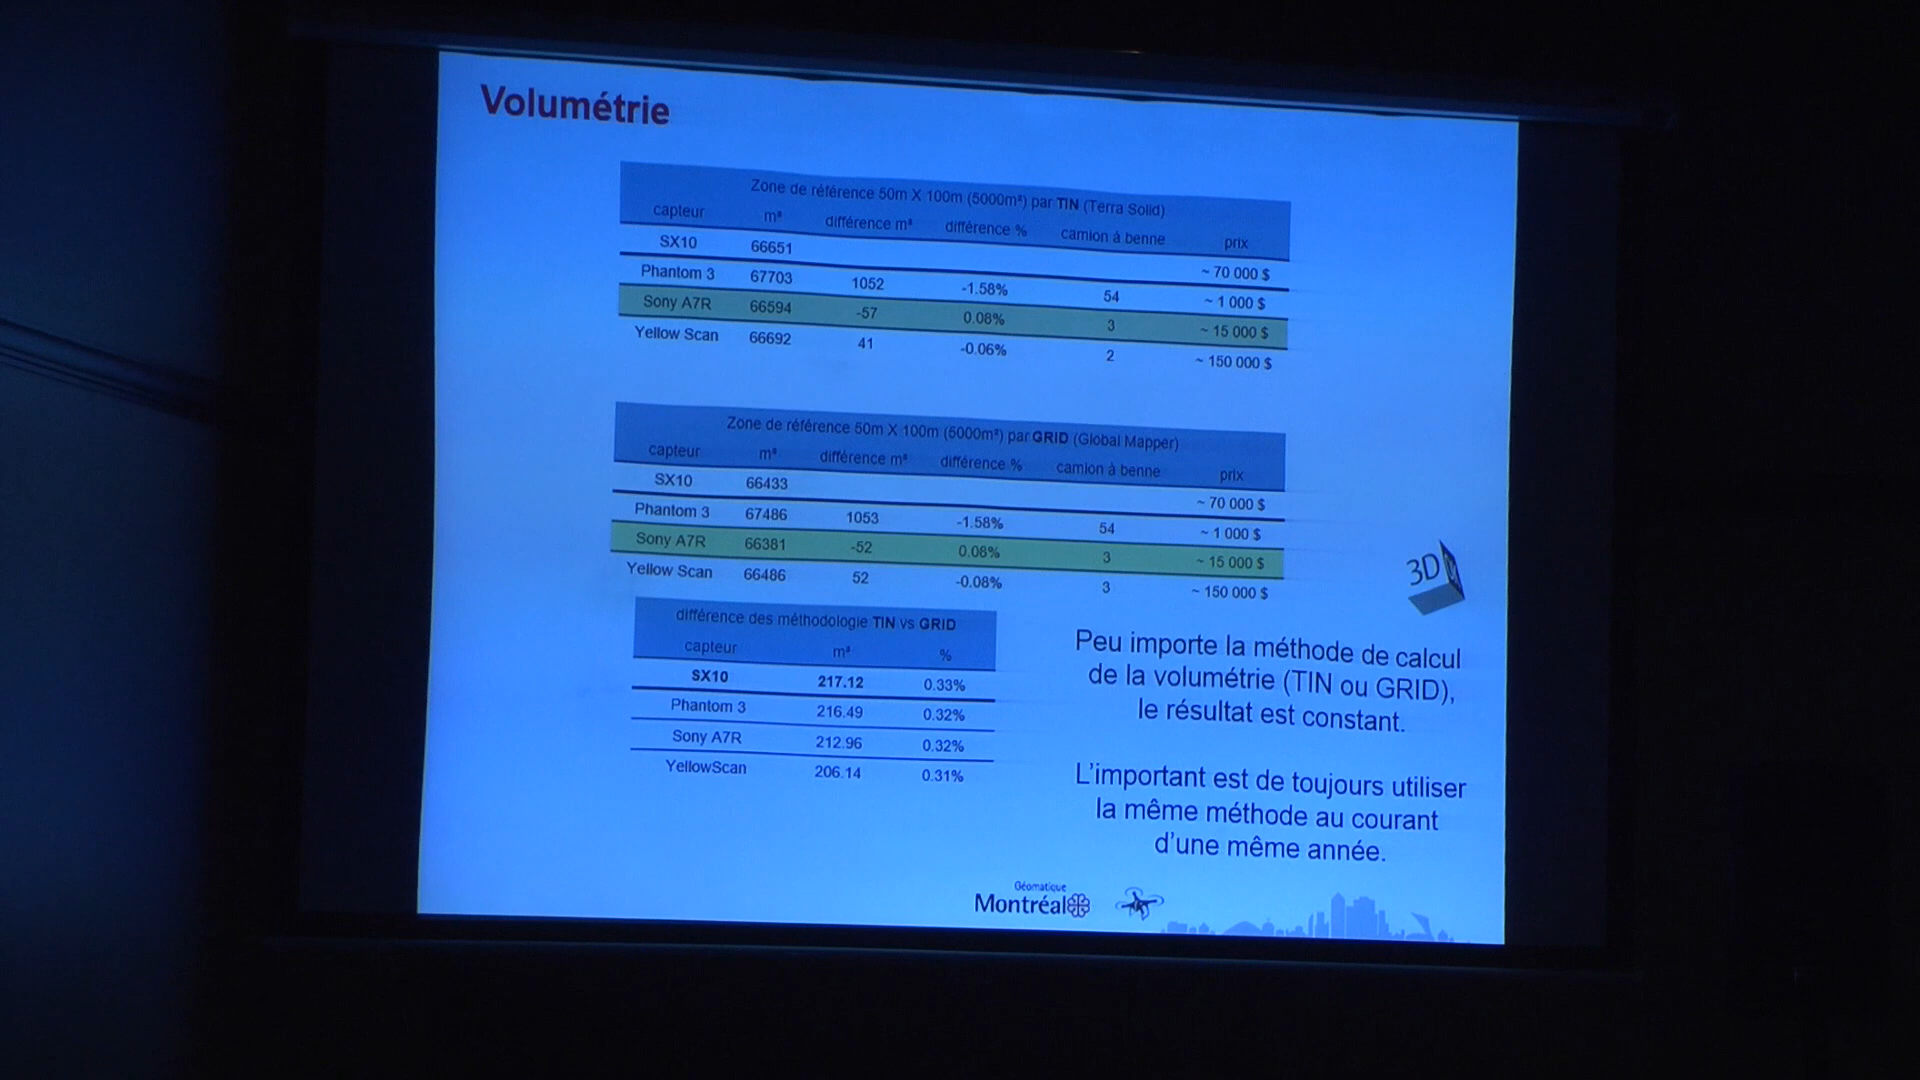 Volumétrie
Zone de référence 50m X 100m (5000m²) par TIN (Terra Solid)
capteur m³ différence m³ différence % camion à benne prix
SX10 66651 ~ 70 000 $
Phantom 3 67703 1052 -1.58% 54 ~ 1 000 $
Sony A7R 66594 -57 0.08% 3 ~ 15 000 $
Yellow Scan 66692 41 -0.06% 2 ~ 150 000 $
Zone de référence 50m X 100m (5000m²) par GRID (Global Mapper)
capteur m³ différence m³ différence % camion à benne prix
SX10 66433 ~ 70 000 $
Phantom 3 67486 1053 -1.58% 54 ~ 1 000 $
Sony A7R 66381 -52 0.08% 3 ~ 15 000 $
Yellow Scan 66486 52 -0.08% 3 ~ 150 000 $
différence des méthodologie TIN vs GRID
capteur m³ %
SX10 217.12 0.33%
Phantom 3 216.49 0.32%
Sony A7R 212.96 0.32%
YellowScan 206.14 0.31%
3D
Peu importe la méthode de calcul
de la volumétrie (TIN ou GRID),
le résultat est constant.
L'important est de toujours utiliser
la même méthode au courant
d'une même année.
Géomatique
Montréal